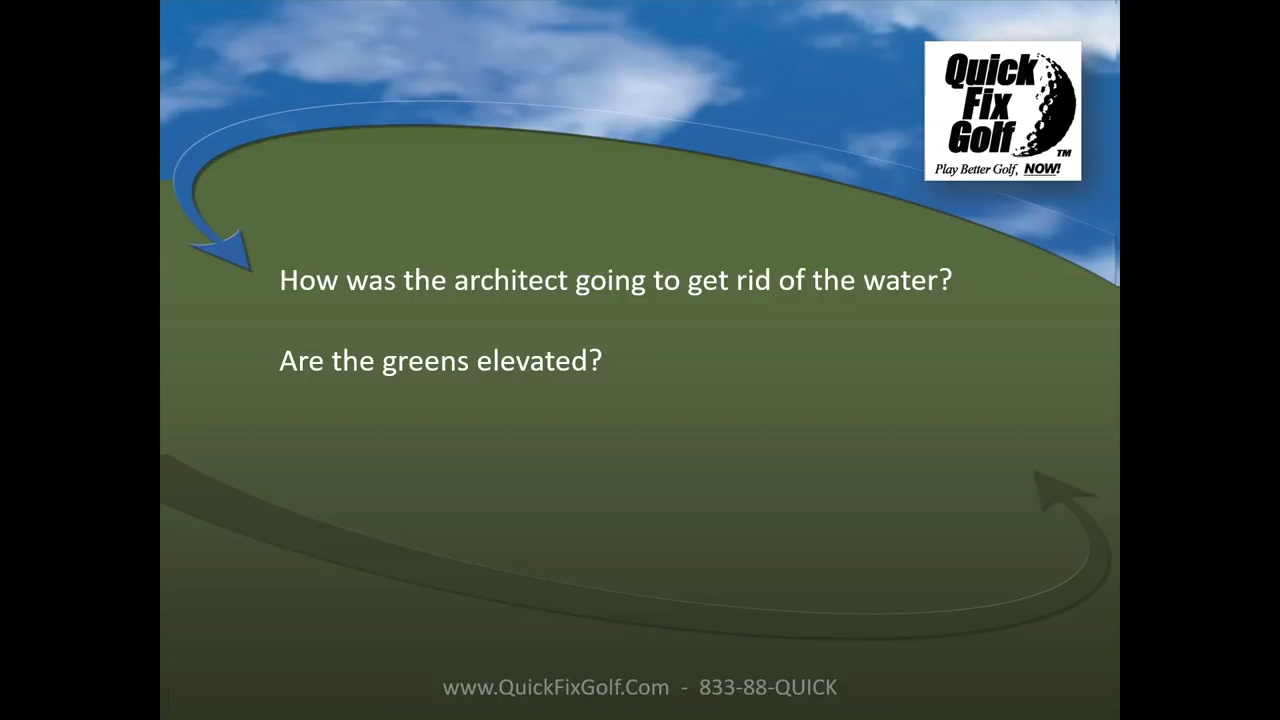 Quick
Fix
Golf
TM
Play Better Golf, NOW!
How was the architect going to get rid of the water?
Are the greens elevated?
www.QuickFixGolf.Com - 833-88-QUICK